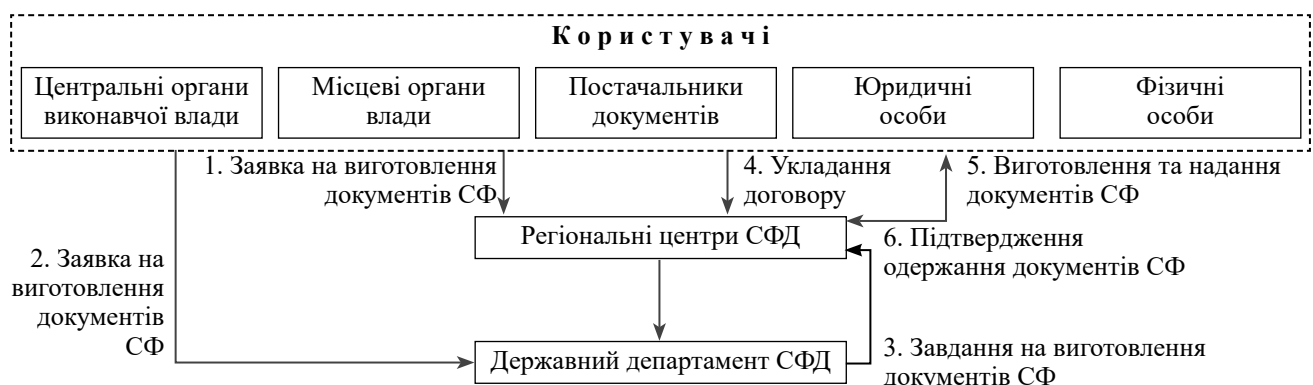 Користувачі
Центральні органи
виконавчої влади
Місцеві органи
влади
Постачальники
документів
Юридичні
особи
Фізичні
особи
1. Заявка на виготовлення
документів СФ
4. Укладання
договору
5. Виготовлення та надання
документів СФ
Регіональні центри СФД
6. Підтвердження
одержання документів СФ
2. Заявка на
виготовлення
документів
СФ
Державний департамент СФД
3. Завдання на виготовлення
документів СФ